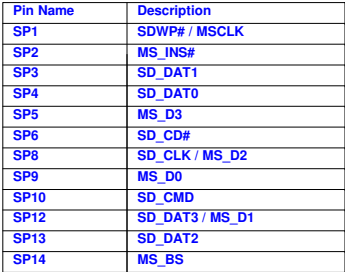 Pin Name Description
SP1 SDWP# / MSCLK
SP2 MS_INS#
SP3 SD_DAT1
SP4 SD_DAT0
SP5 MS_D3
SP6 SD_CD#
SP8 SD_CLK / MS_D2
SP9 MS_D0
SP10 SD_CMD
SP12 SD_DAT3 / MS_D1
SP13 SD_DAT2
SP14 MS_BS